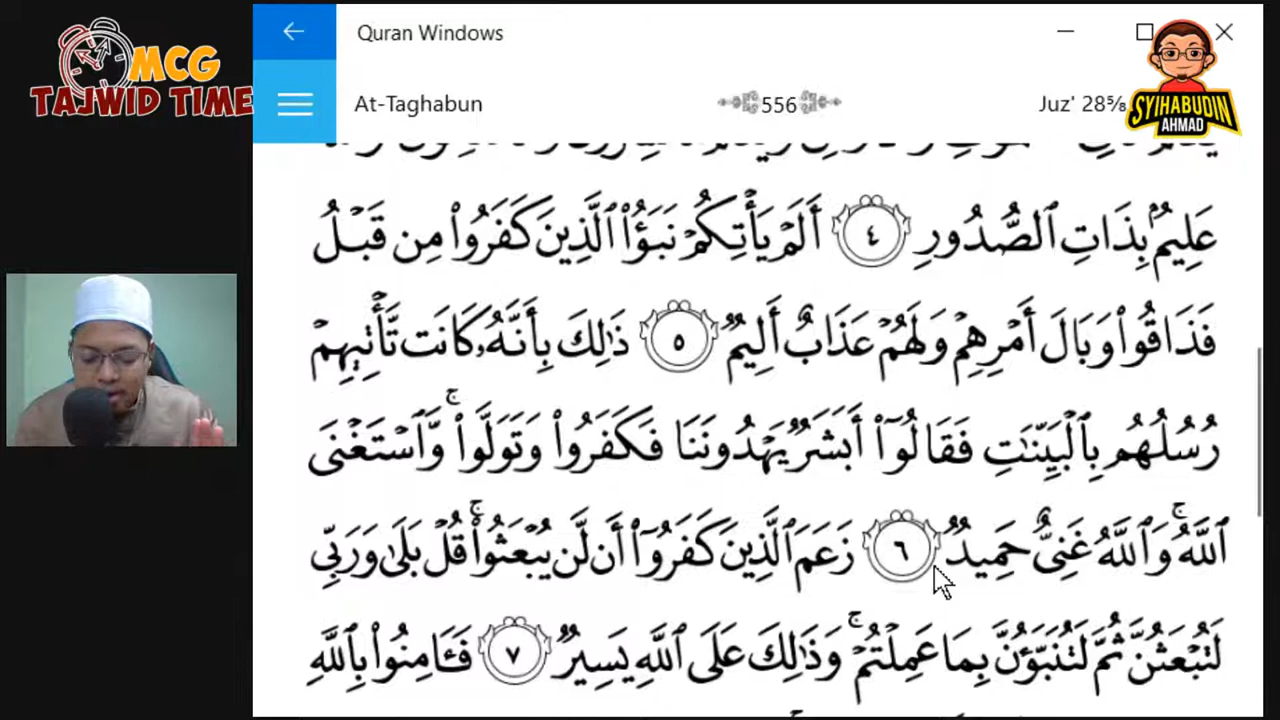 MCG
TAJWID TIME
Quran Windows
At-Taghabun
556
Juz' 28⅝
SYIHABUDIN
AHMAD
عَلِيمُۢ بِذَاتِ ٱلصُّدُورِ ٤ أَلَمْ يَأْتِكُمْ نَبَؤُا۟ ٱلَّذِينَ كَفَرُوا۟ مِن قَبْلُ
فَذَاقُوا۟ وَبَالَ أَمْرِهِمْ وَلَهُمْ عَذَابٌ أَلِيمٌ ٥ ذَٰلِكَ بِأَنَّهُۥ كَانَت تَّأْتِيهِمْ
رُسُلُهُم بِٱلْبَيِّنَٰتِ فَقَالُوٓا۟ أَبَشَرٌ يَهْدُونَنَا فَكَفَرُوا۟ وَتَوَلَّوا۟ ۚ وَّٱسْتَغْنَى
ٱللَّهُ ۚ وَٱللَّهُ غَنِىٌّ حَمِيدٌ ٦ زَعَمَ ٱلَّذِينَ كَفَرُوٓا۟ أَن لَّن يُبْعَثُوا۟ ۚ قُلْ بَلَىٰ وَرَبِّى
لَتُبْعَثُنَّ ثُمَّ لَتُنَبَّؤُنَّ بِمَا عَمِلْتُمْ ۚ وَذَٰلِكَ عَلَى ٱللَّهِ يَسِيرٌ ٧ فَـَٔامِنُوا۟ بِٱللَّهِ